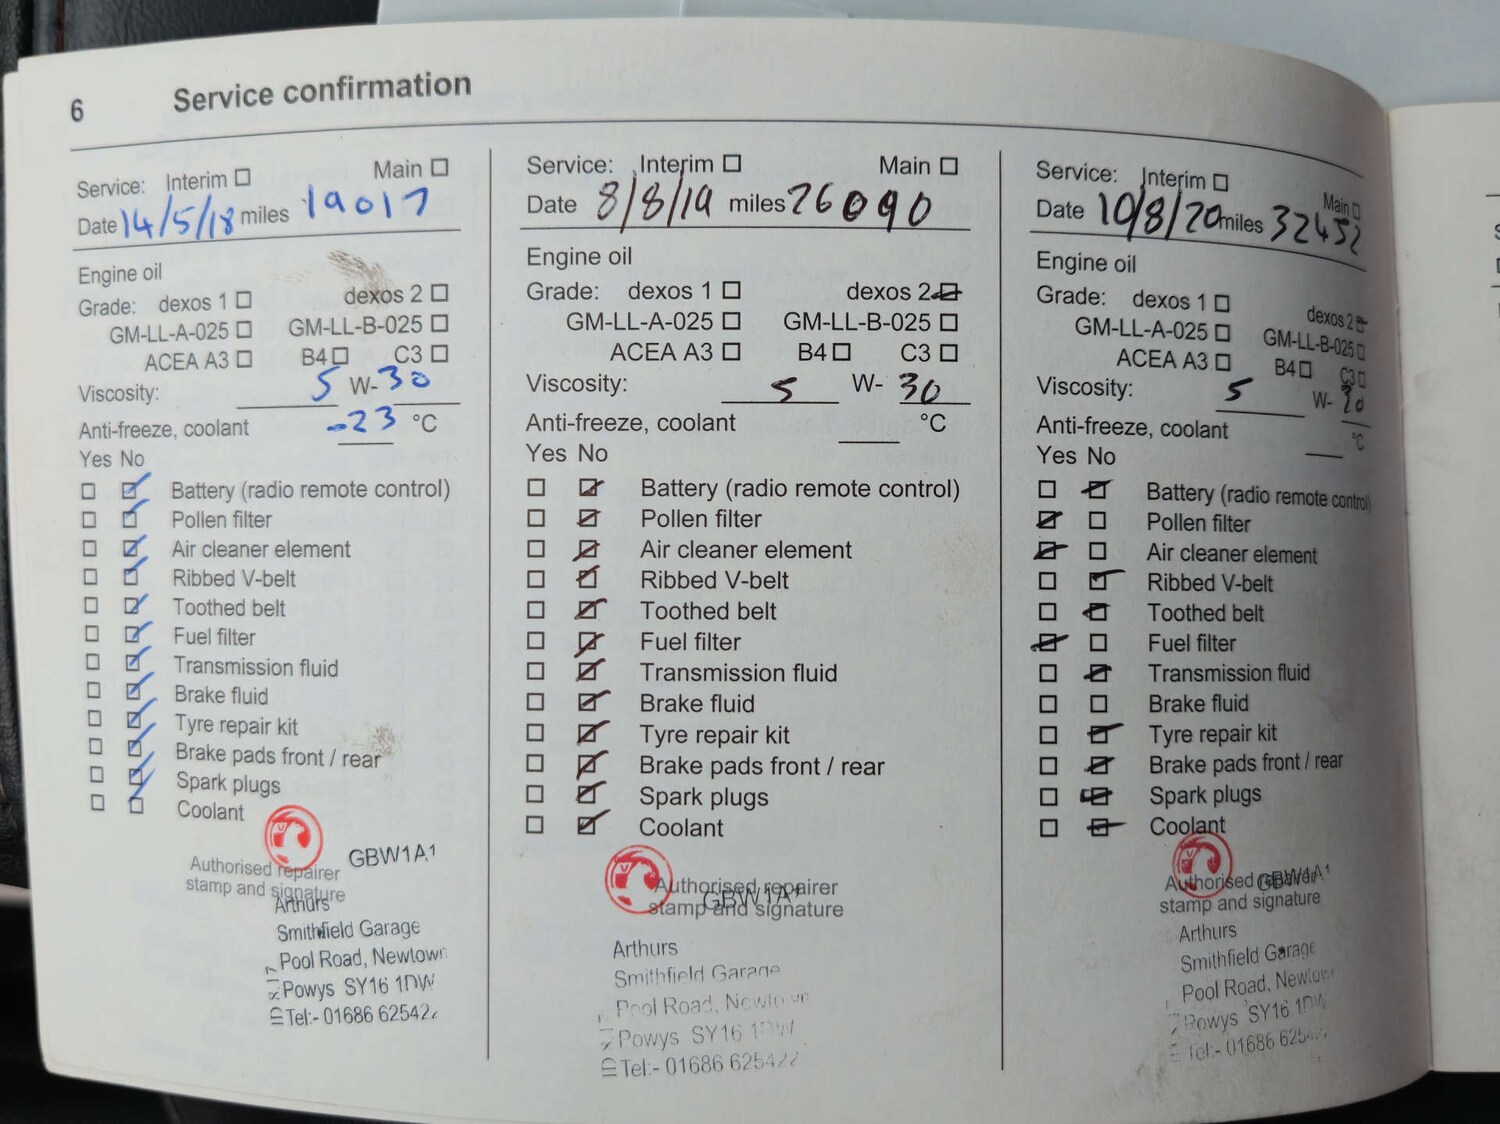 6 Service confirmation
Service: Interim ☐ Main ☐
Date 14/5/18 miles 19017
Engine oil
Grade: dexos 1 ☐ dexos 2 ☐
GM-LL-A-025 ☐ GM-LL-B-025 ☐
ACEA A3 ☐ B4 ☐ C3 ☐
Viscosity: 5 W- 30
Anti-freeze, coolant -23 °C
Yes No
☐ ☑ Battery (radio remote control)
☐ ☑ Pollen filter
☐ ☑ Air cleaner element
☐ ☑ Ribbed V-belt
☐ ☑ Toothed belt
☐ ☑ Fuel filter
☐ ☑ Transmission fluid
☐ ☑ Brake fluid
☐ ☑ Tyre repair kit
☐ ☑ Brake pads front / rear
☐ ☑ Spark plugs
☐ ☐ Coolant
GBW1A1
Authorised repairer
stamp and signature
Arthurs
Smithfield Garage
Pool Road, Newtown
Powys SY16 1DW
Tel:- 01686 625422
Service: Interim ☐ Main ☐
Date 8/8/19 miles 26090
Engine oil
Grade: dexos 1 ☐ dexos 2 ☑
GM-LL-A-025 ☐ GM-LL-B-025 ☐
ACEA A3 ☐ B4 ☐ C3 ☐
Viscosity: 5 W- 30
Anti-freeze, coolant °C
Yes No
☐ ☑ Battery (radio remote control)
☐ ☑ Pollen filter
☐ ☑ Air cleaner element
☐ ☑ Ribbed V-belt
☐ ☑ Toothed belt
☐ ☑ Fuel filter
☐ ☑ Transmission fluid
☐ ☑ Brake fluid
☐ ☑ Tyre repair kit
☐ ☑ Brake pads front / rear
☐ ☑ Spark plugs
☐ ☑ Coolant
Authorised repairer
GBW1A1
stamp and signature
Arthurs
Smithfield Garage
Pool Road, Newtown
Powys SY16 1DW
Tel:- 01686 625422
Service: Interim ☐ Main ☐
Date 10/8/20 miles 32452
Engine oil
Grade: dexos 1 ☐ dexos 2 ☑
GM-LL-A-025 ☐ GM-LL-B-025 ☐
ACEA A3 ☐ B4 ☐ C3 ☐
Viscosity: 5 W- 30
Anti-freeze, coolant °C
Yes No
☐ ☑ Battery (radio remote control)
☑ ☐ Pollen filter
☑ ☐ Air cleaner element
☐ ☑ Ribbed V-belt
☐ ☑ Toothed belt
☑ ☐ Fuel filter
☐ ☑ Transmission fluid
☐ ☐ Brake fluid
☐ ☑ Tyre repair kit
☐ ☑ Brake pads front / rear
☐ ☑ Spark plugs
☐ ☑ Coolant
GBW1A1
Authorised repairer
stamp and signature
Arthurs
Smithfield Garage
Pool Road, Newtown
Powys SY16 1DW
Tel:- 01686